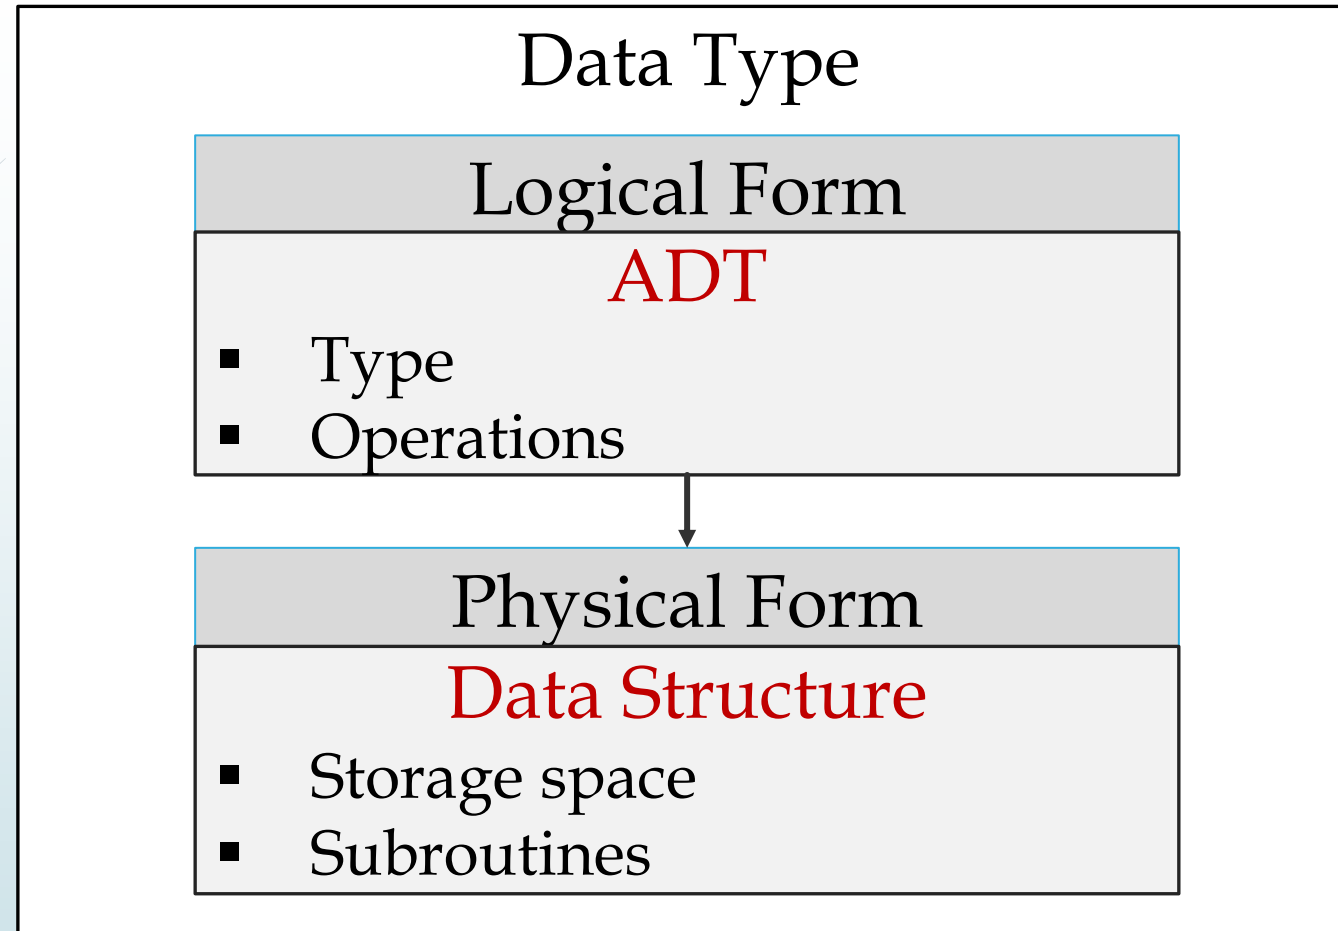 Data Type
Logical Form
ADT
▪ Type
▪ Operations
Physical Form
Data Structure
▪ Storage space
▪ Subroutines